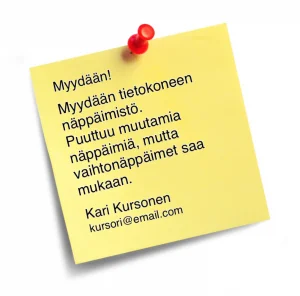 Myydään!
Myydään tietokoneen
näppäimistö.
Puuttuu muutamia
näppäimiä, mutta
vaihtonäppäimet saa
mukaan.
Kari Kursonen
kursori@email.com